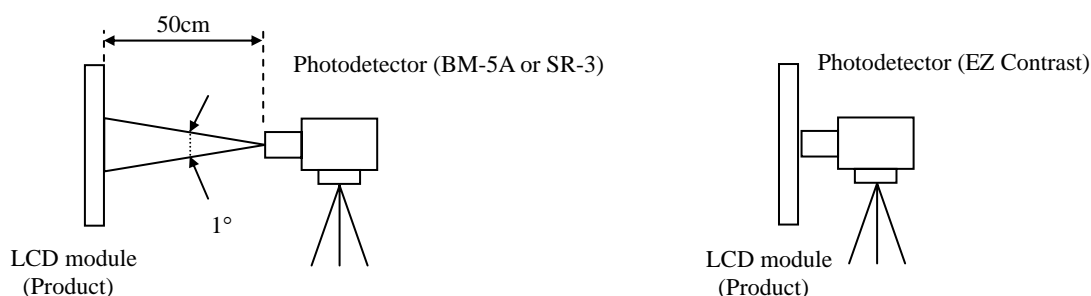 50cm
Photodetector (BM-5A or SR-3)
1°
LCD module
(Product)
Photodetector (EZ Contrast)
LCD module
(Product)